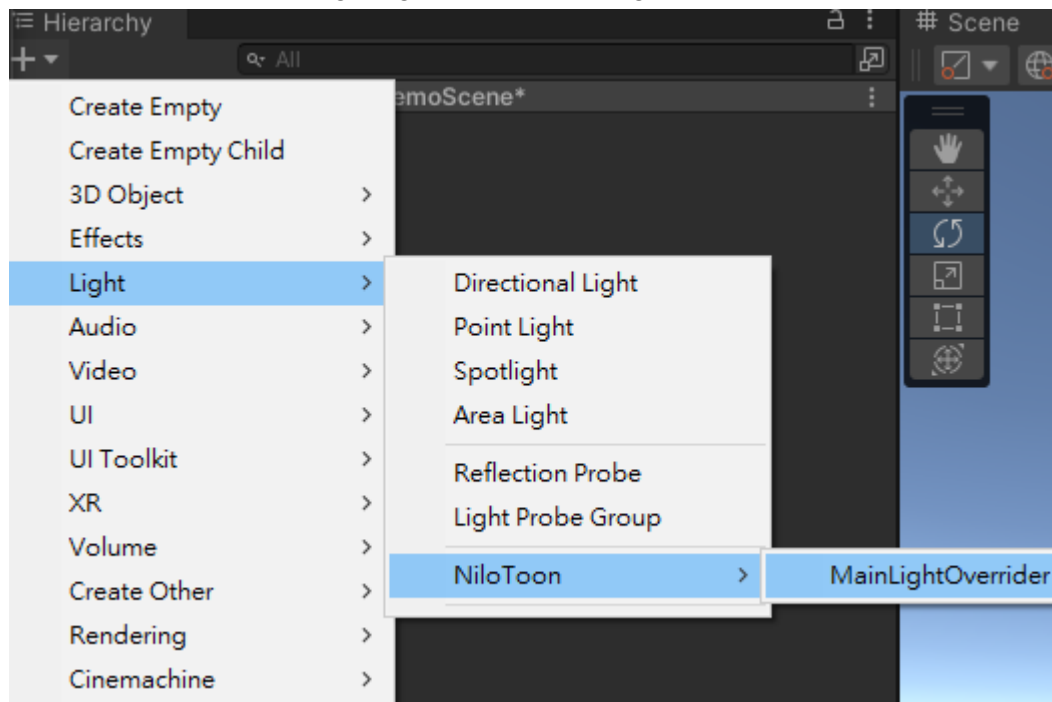 Hierarchy
# Scene
All
emoScene*
Create Empty
Create Empty Child
3D Object
Effects
Light
Audio
Video
UI
UI Toolkit
XR
Volume
Create Other
Rendering
Cinemachine
Directional Light
Point Light
Spotlight
Area Light
Reflection Probe
Light Probe Group
NiloToon
MainLightOverrider